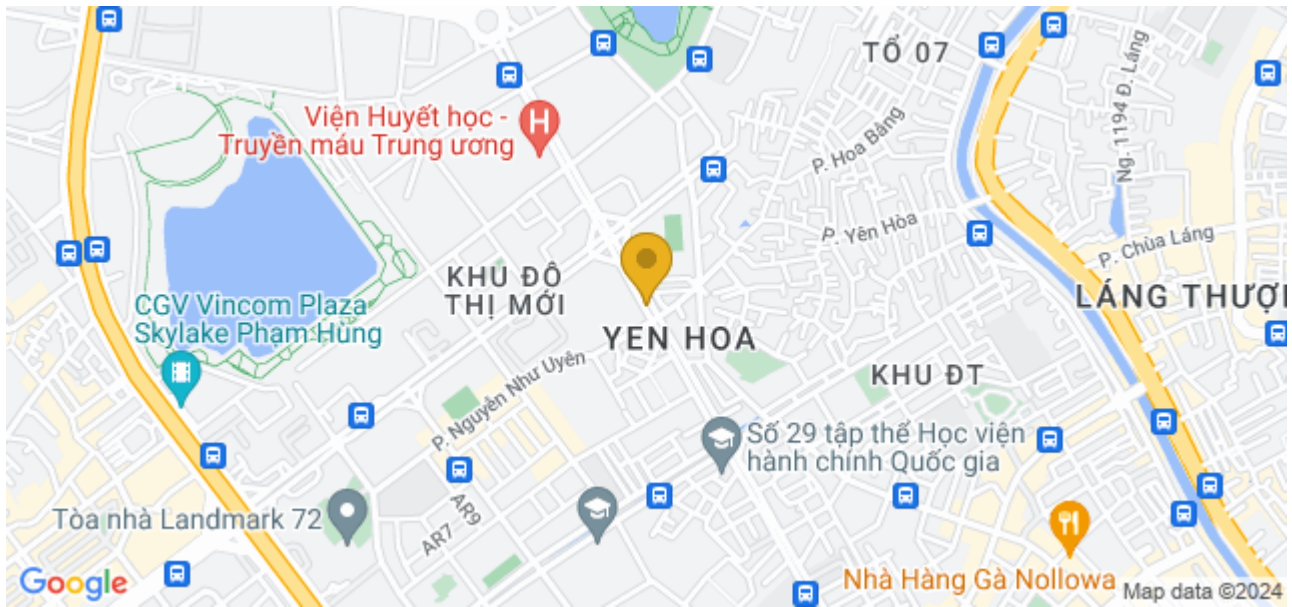 TỔ 07
Ng. 1194 Đ. Láng
Viện Huyết học -
Truyền máu Trung ương
H
P. Hoa Bằng
P. Yên Hòa
P. Chùa Láng
KHU ĐÔ
THỊ MỚI
LÁNG THƯỢ
CGV Vincom Plaza
Skylake Phạm Hùng
YEN HOA
P. Nguyễn Như Uyên
KHU ĐT
Số 29 tập thể Học viện
hành chính Quốc gia
Tòa nhà Landmark 72
AR9
AR7
Nhà Hàng Gà Nollowa
Google
Map data ©2024